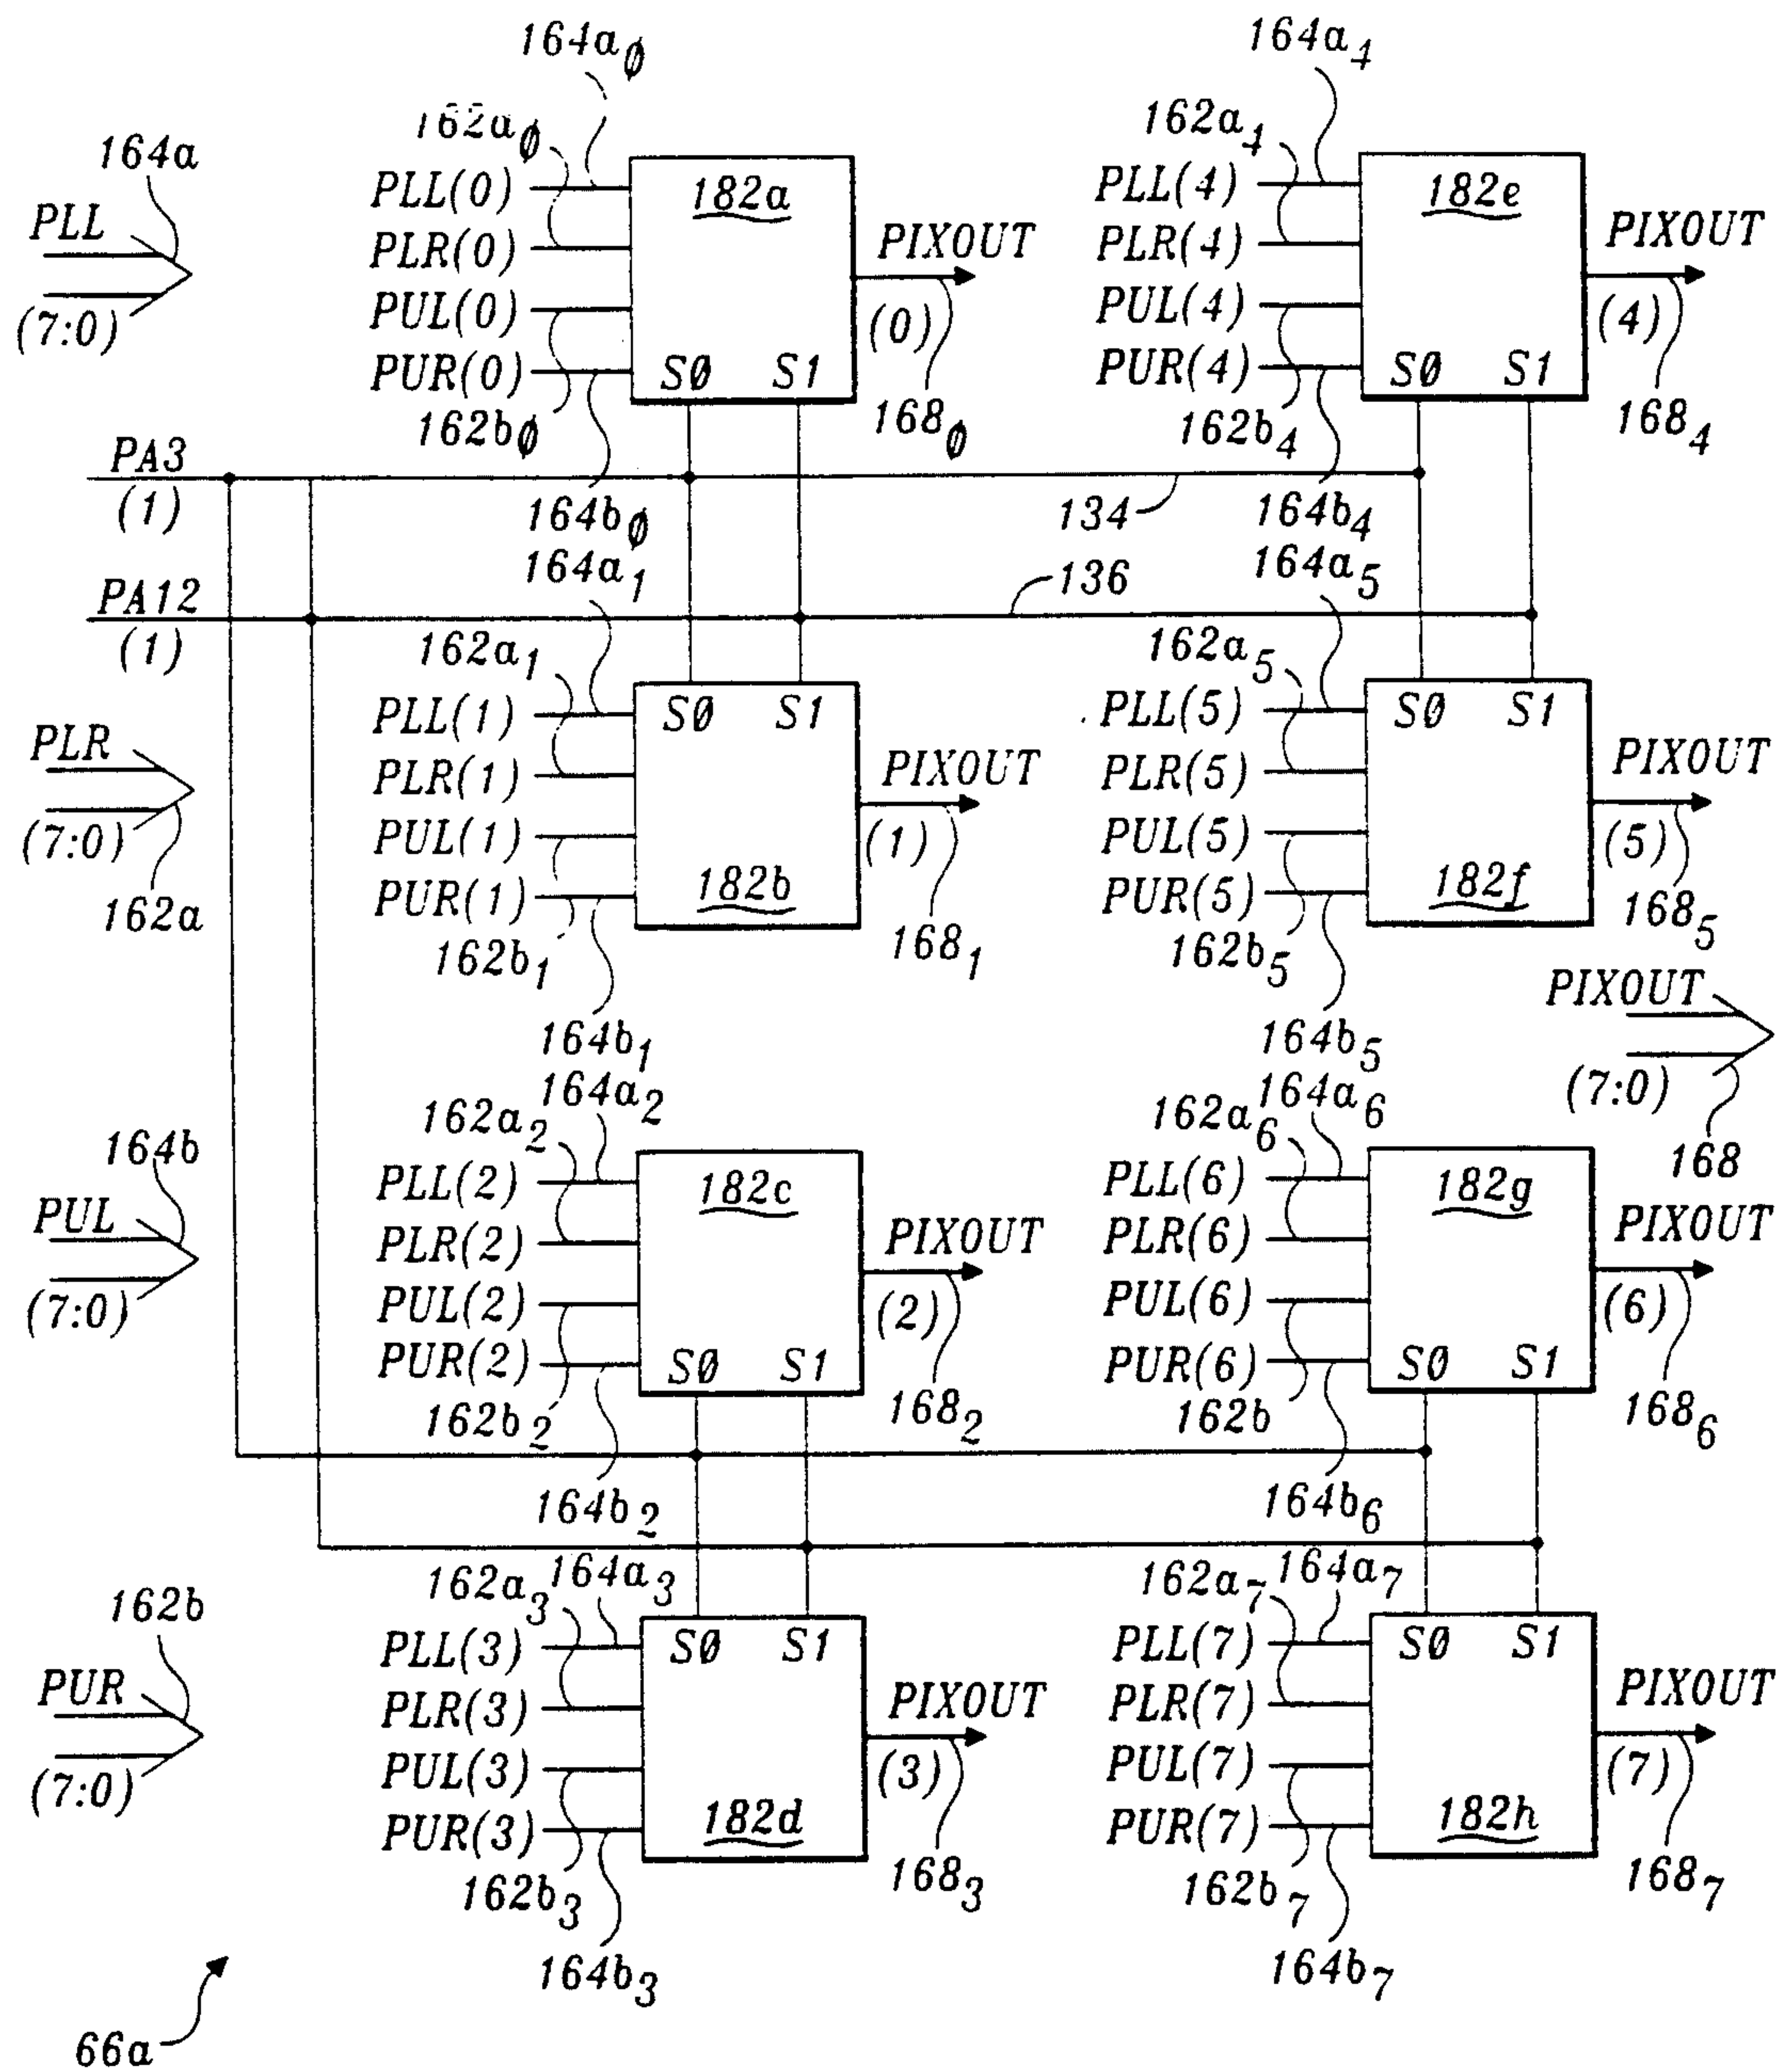 164aø
164a4
162aø
162a4
164a
PLL
(7:0)
PLL(0)
PLR(0)
PUL(0)
PUR(0)
182a
S0 S1
PIXOUT
(0)
168ø
162bø
164bø
PLL(4)
PLR(4)
PUL(4)
PUR(4)
182e
S0 S1
PIXOUT
(4)
1684
162b4
164b4
PA3
(1)
134
PA12
(1)
136
164a1
162a1
164a5
162a5
PLR
(7:0)
162a
PLL(1)
PLR(1)
PUL(1)
PUR(1)
S0 S1
182b
PIXOUT
(1)
1681
162b1
164b1
PLL(5)
PLR(5)
PUL(5)
PUR(5)
S0 S1
182f
PIXOUT
(5)
1685
162b5
164b5
PIXOUT
(7:0)
168
164a2
162a2
164a6
162a6
164b
PUL
(7:0)
PLL(2)
PLR(2)
PUL(2)
PUR(2)
182c
S0 S1
PIXOUT
(2)
1682
162b2
164b2
PLL(6)
PLR(6)
PUL(6)
PUR(6)
182g
S0 S1
PIXOUT
(6)
1686
162b
164b6
162a3
164a3
162a7
164a7
162b
PUR
(7:0)
PLL(3)
PLR(3)
PUL(3)
PUR(3)
S0 S1
182d
PIXOUT
(3)
1683
162b3
164b3
PLL(7)
PLR(7)
PUL(7)
PUR(7)
S0 S1
182h
PIXOUT
(7)
1687
162b7
164b7
66a